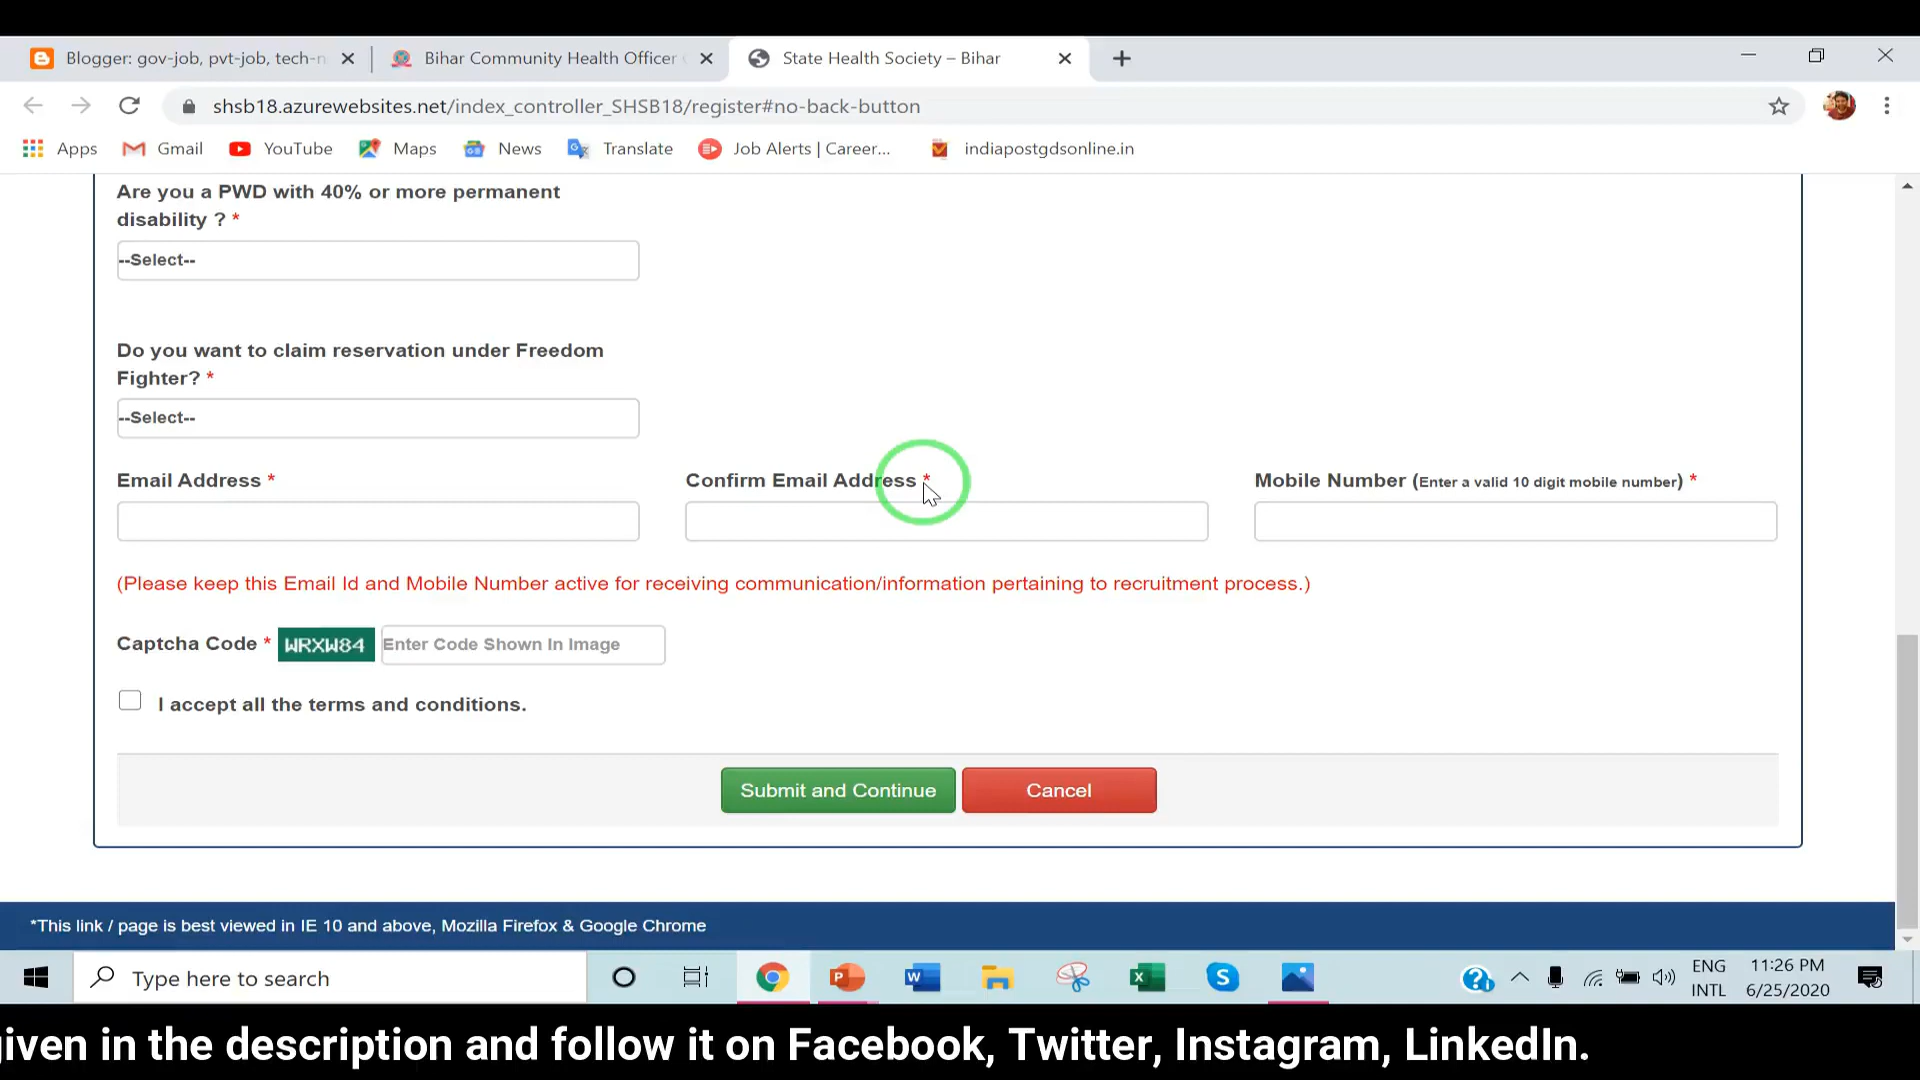 Blogger: gov-job, pvt-job, tech-n
Bihar Community Health Officer
State Health Society – Bihar
shsb18.azurewebsites.net/index_controller_SHSB18/register#no-back-button
Apps
Gmail
YouTube
Maps
News
Translate
Job Alerts | Career...
indiapostgdsonline.in
Are you a PWD with 40% or more permanent
disability ? *
--Select--
Do you want to claim reservation under Freedom
Fighter? *
--Select--
Email Address *
Confirm Email Address *
Mobile Number (Enter a valid 10 digit mobile number) *
(Please keep this Email Id and Mobile Number active for receiving communication/information pertaining to recruitment process.)
Captcha Code * WRXW84 Enter Code Shown In Image
I accept all the terms and conditions.
Submit and Continue
Cancel
*This link / page is best viewed in IE 10 and above, Mozilla Firefox & Google Chrome
Type here to search
ENG
INTL
11:26 PM
6/25/2020
given in the description and follow it on Facebook, Twitter, Instagram, LinkedIn.